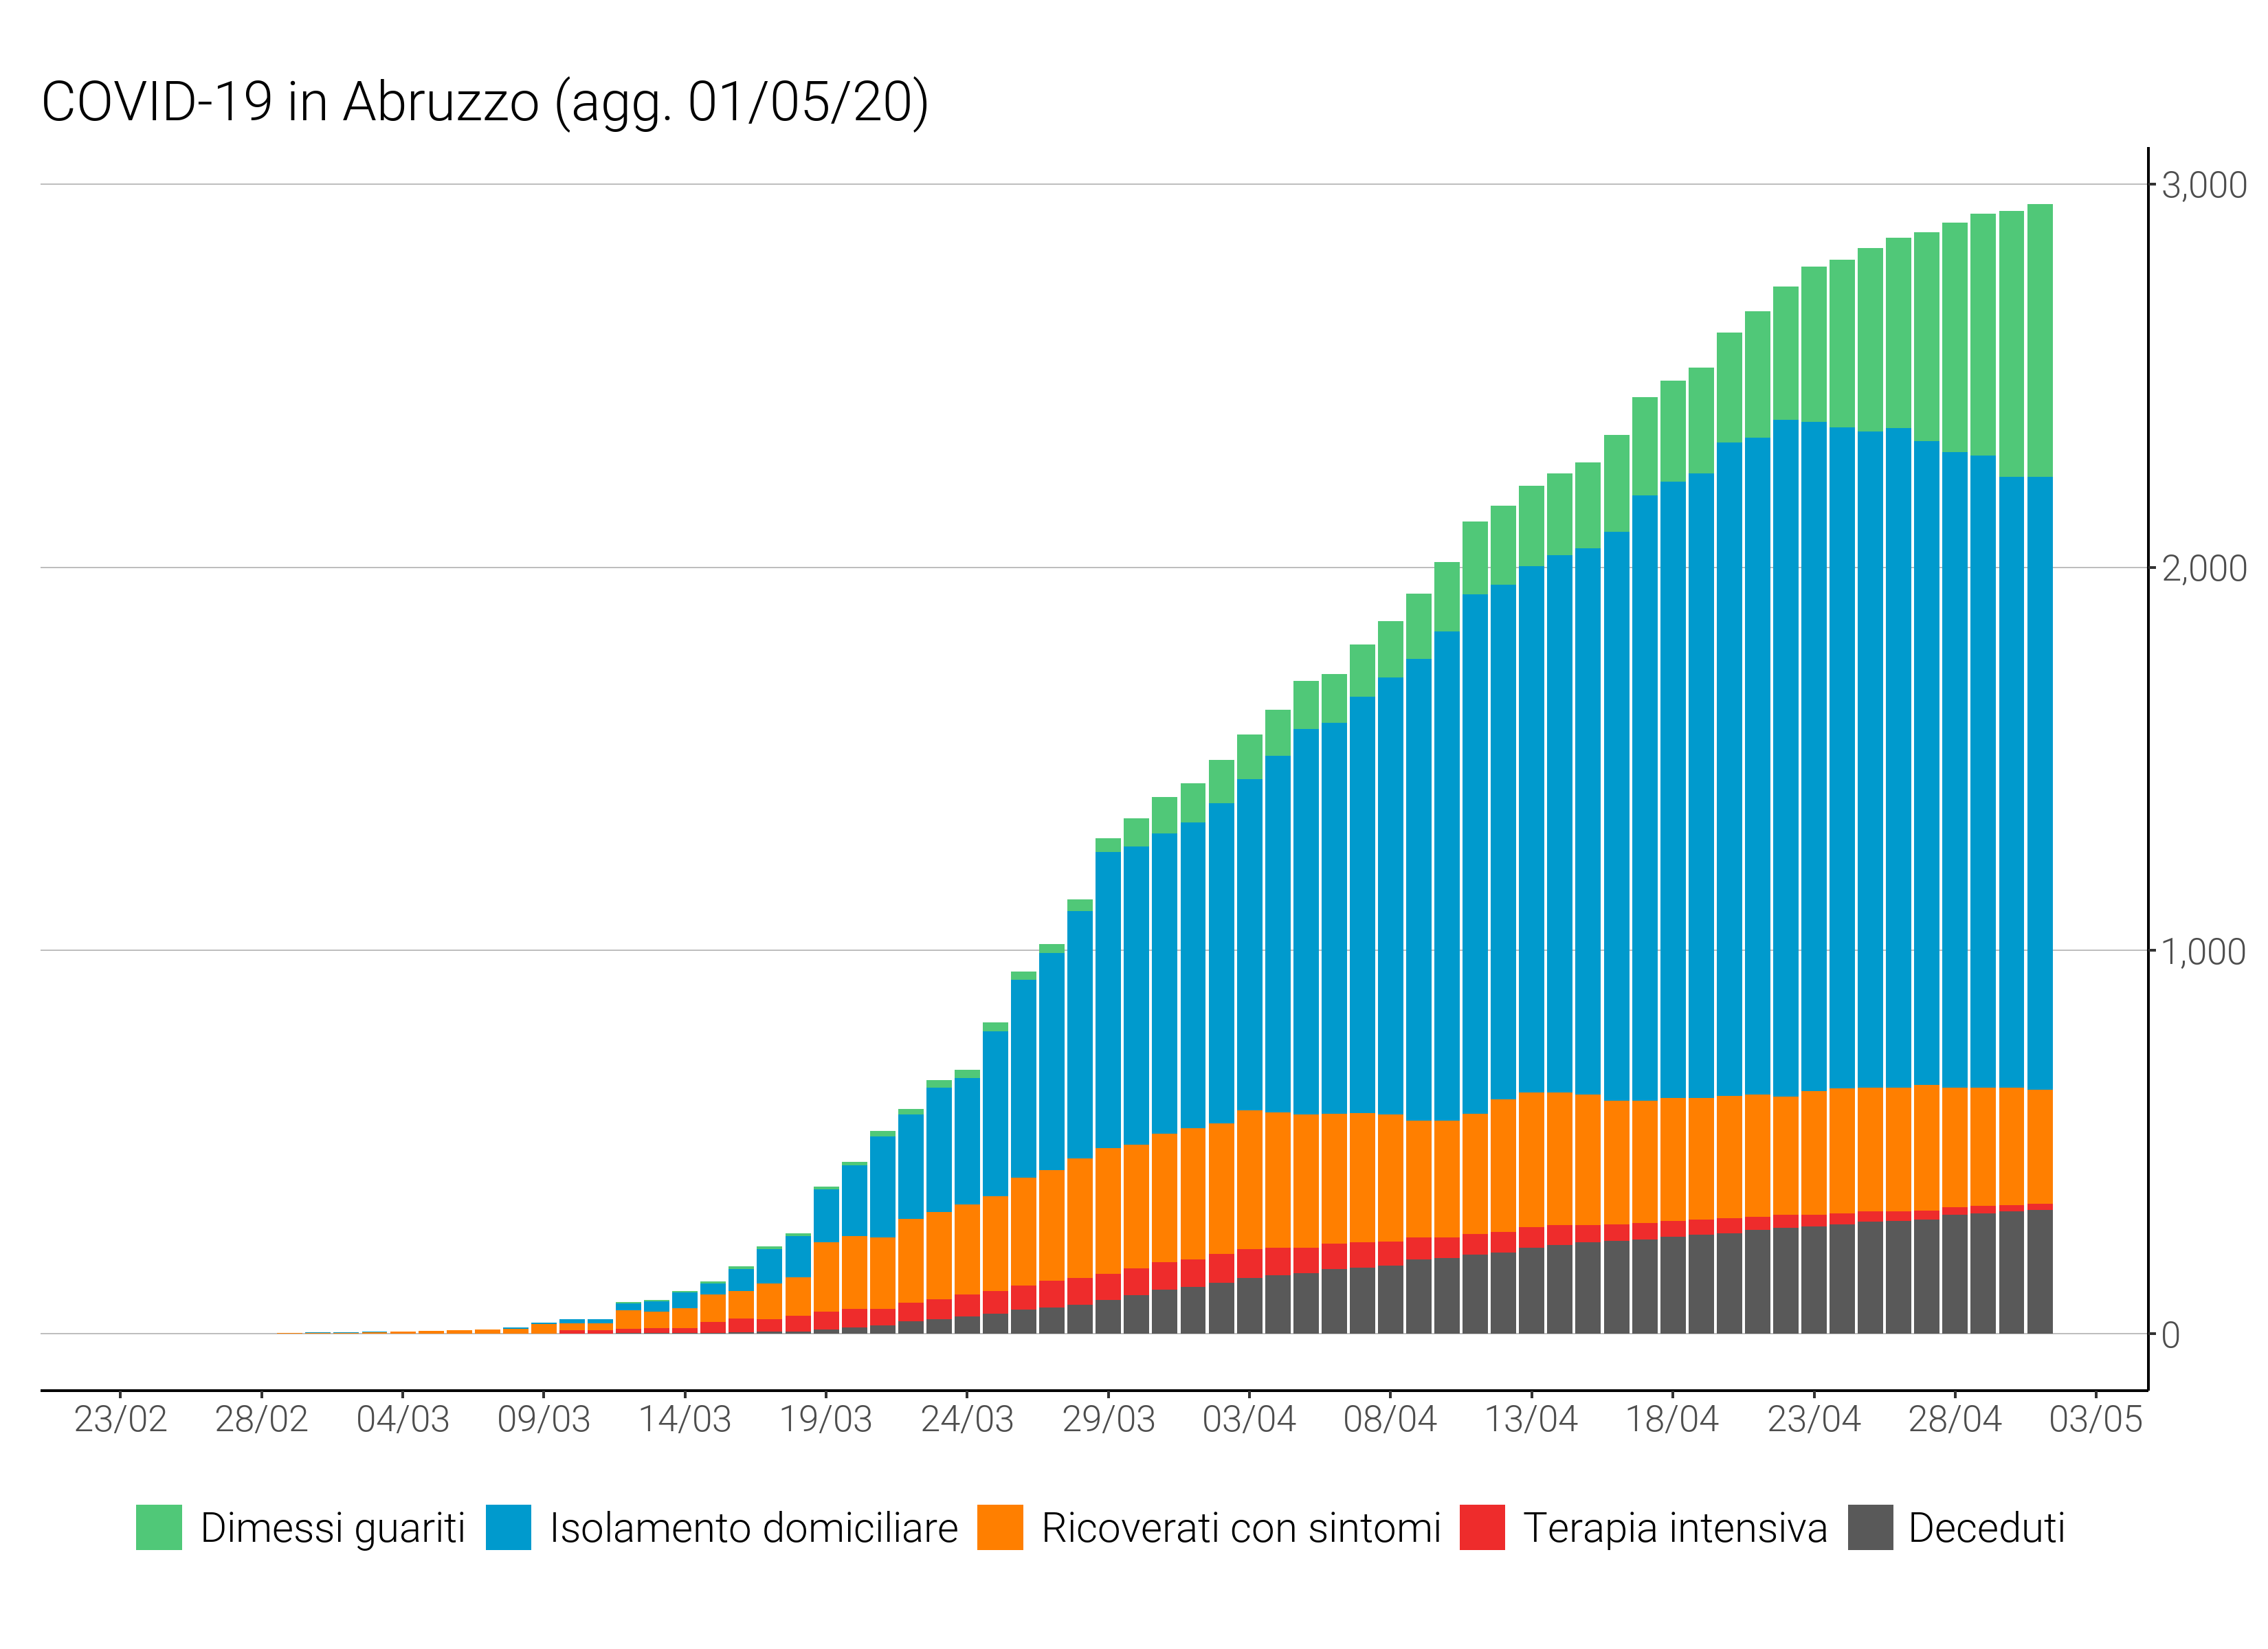 COVID-19 in Abruzzo (agg. 01/05/20)
3,000
2,000
1,000
0
23/02 28/02 04/03 09/03 14/03 19/03 24/03 29/03 03/04 08/04 13/04 18/04 23/04 28/04 03/05
Dimessi guariti Isolamento domiciliare Ricoverati con sintomi Terapia intensiva Deceduti